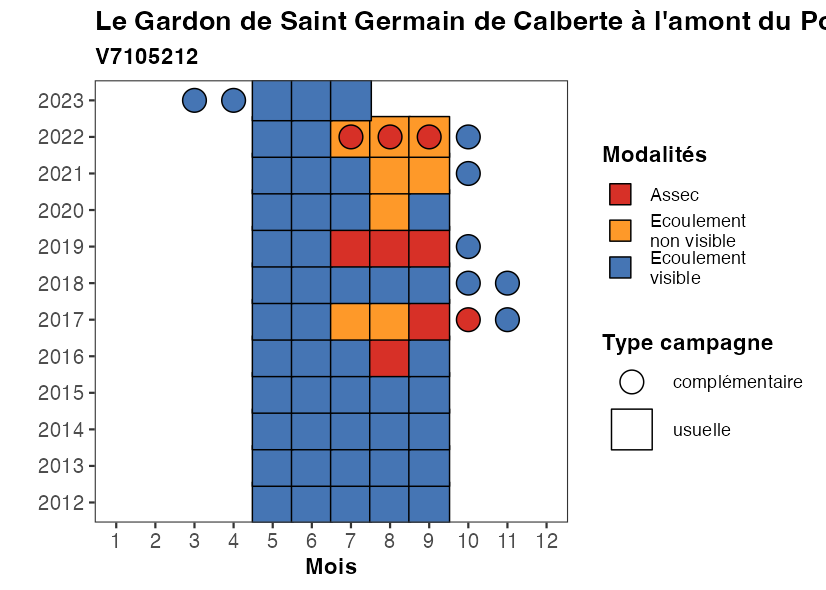 Le Gardon de Saint Germain de Calberte à l'amont du Po
V7105212
2023
2022
2021
2020
2019
2018
2017
2016
2015
2014
2013
2012
1 2 3 4 5 6 7 8 9 10 11 12
Mois
Modalités
Assec
Ecoulement
non visible
Ecoulement
visible
Type campagne
complémentaire
usuelle